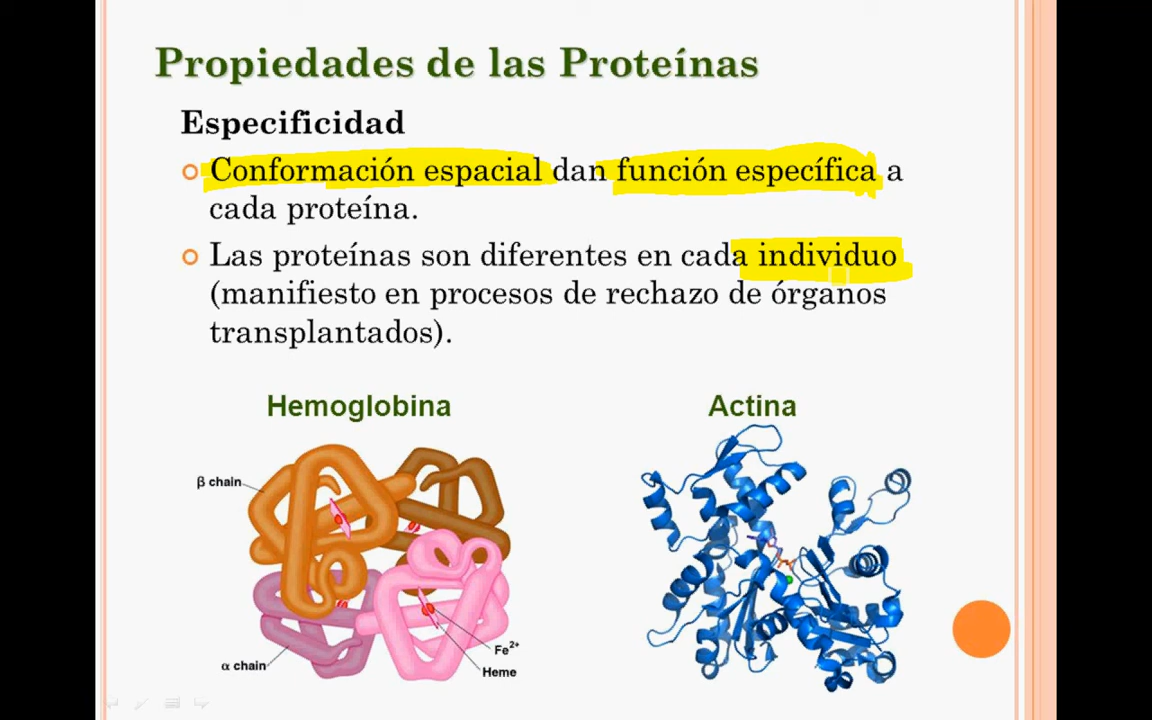 Propiedades de las Proteínas
Especificidad
Conformación espacial dan función específica a
cada proteína.
Las proteínas son diferentes en cada individuo
(manifiesto en procesos de rechazo de órganos
transplantados).
Hemoglobina
Actina
β chain
Fe2+
α chain
Heme